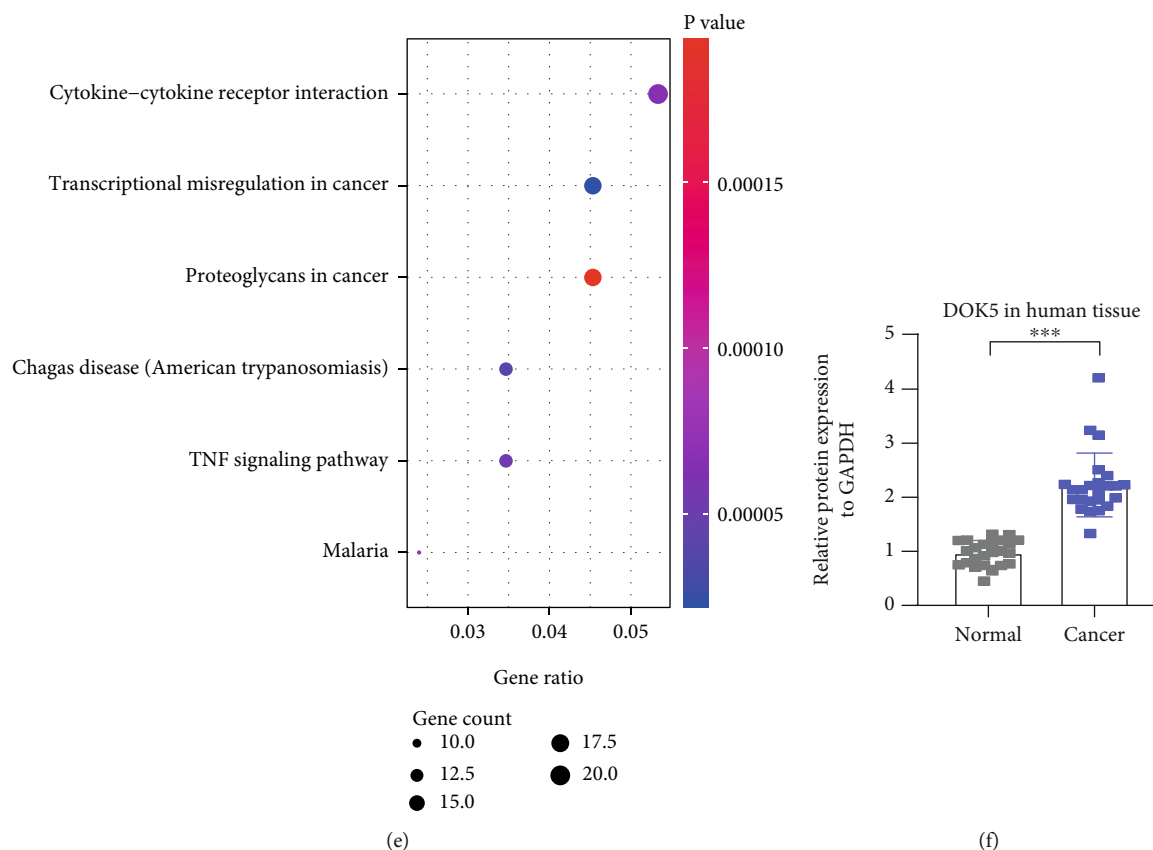 P value
Cytokine−cytokine receptor interaction
Transcriptional misregulation in cancer
Proteoglycans in cancer
Chagas disease (American trypanosomiasis)
TNF signaling pathway
Malaria
0.00015
0.00010
0.00005
0.03
0.04
0.05
Gene ratio
Gene count
10.0
12.5
15.0
17.5
20.0
(e)
DOK5 in human tissue
***
Relative protein expression
to GAPDH
5
4
3
2
1
0
Normal
Cancer
(f)